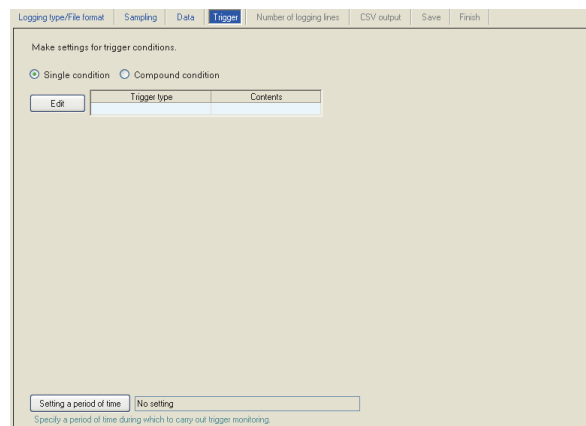 Logging type/File format Sampling Data Trigger Number of logging lines CSV output Save Finish
Make settings for trigger conditions.
Single condition Compound condition
Edit Trigger type Contents
Setting a period of time No setting
Specify a period of time during which to carry out trigger monitoring.